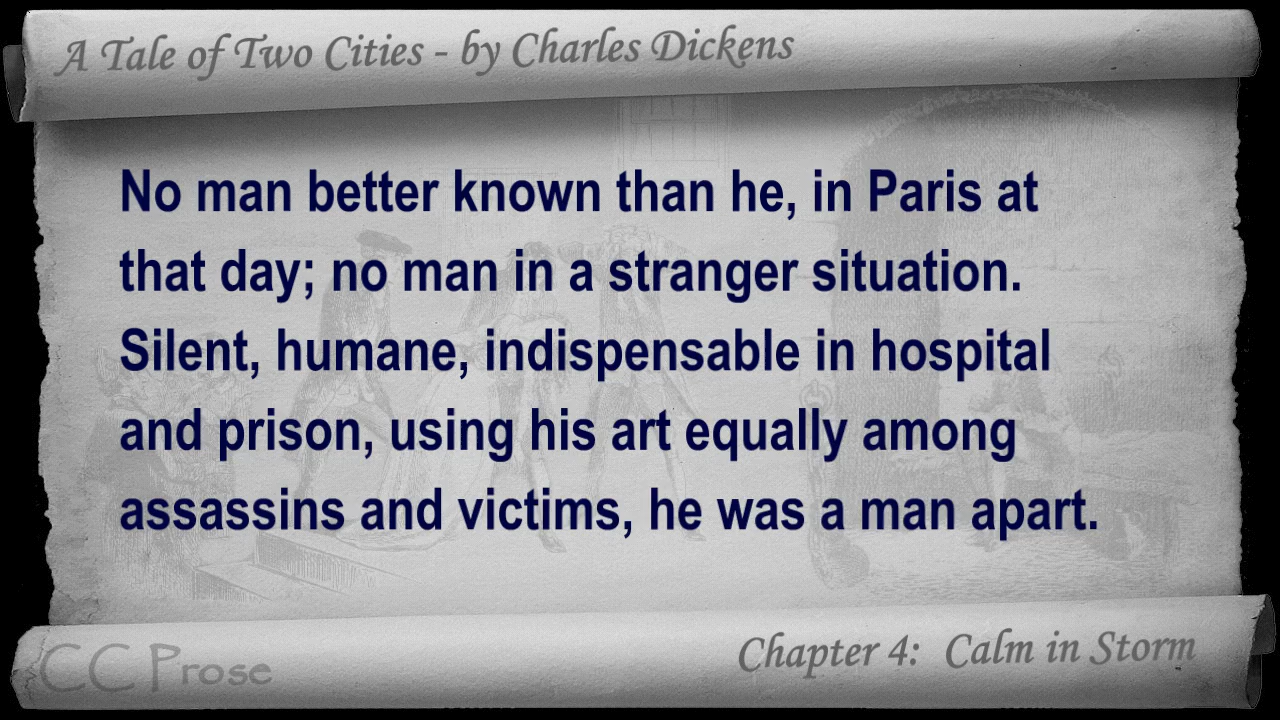 A Tale of Two Cities - by Charles Dickens
No man better known than he, in Paris at
that day; no man in a stranger situation.
Silent, humane, indispensable in hospital
and prison, using his art equally among
assassins and victims, he was a man apart.
Chapter 4: Calm in Storm
CC Prose